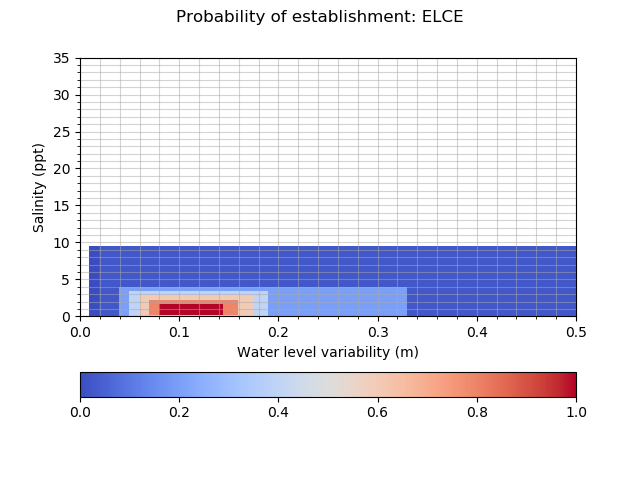 Probability of establishment: ELCE
35
30
25
20
15
10
5
0
Salinity (ppt)
0.0 0.1 0.2 0.3 0.4 0.5
Water level variability (m)
0.0 0.2 0.4 0.6 0.8 1.0